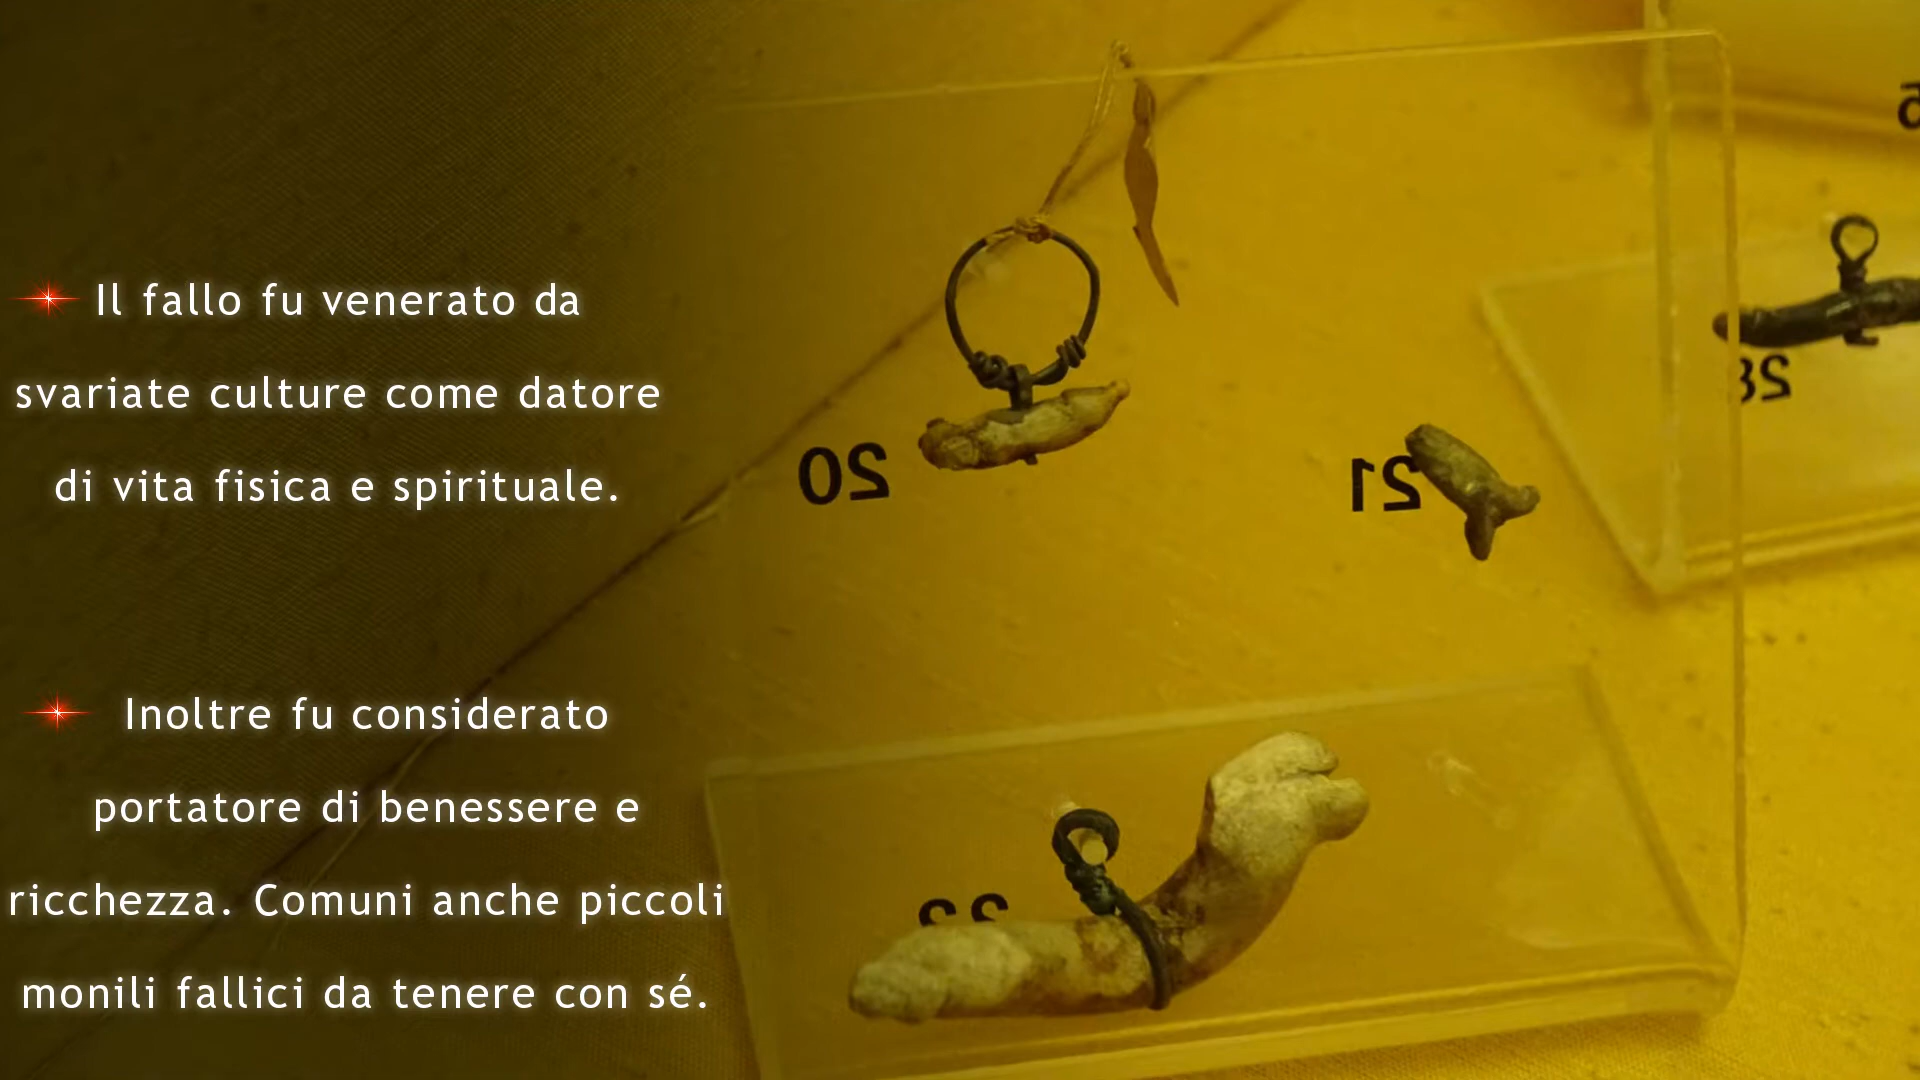 Il fallo fu venerato da
svariate culture come datore
di vita fisica e spirituale.
Inoltre fu considerato
portatore di benessere e
ricchezza. Comuni anche piccoli
monili fallici da tenere con sé.
20
21